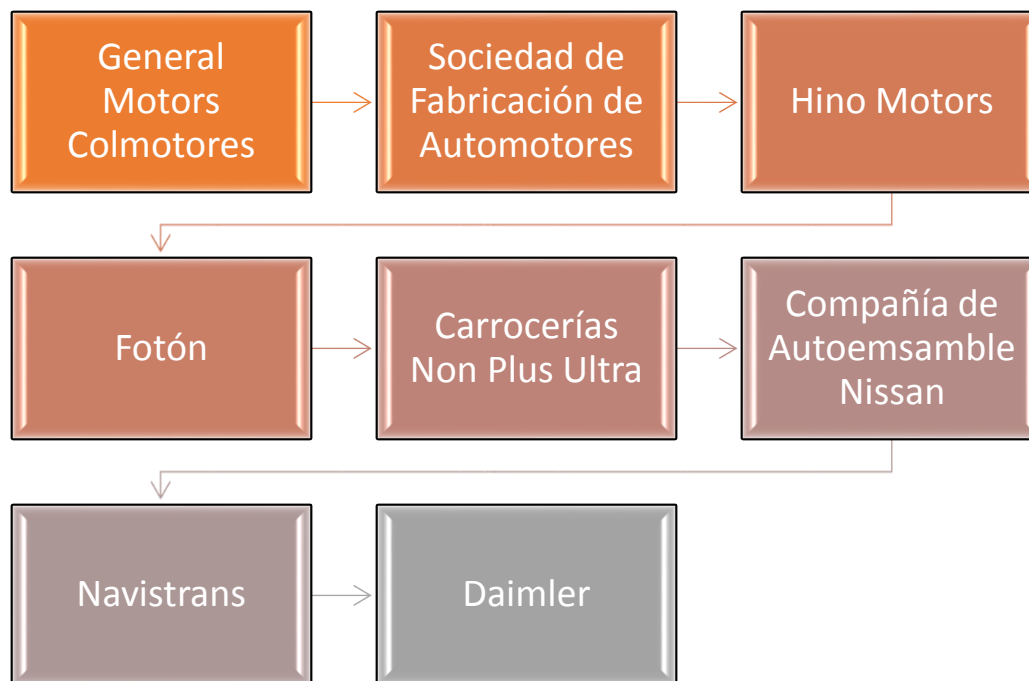 General
Motors
Colmotores
Sociedad de
Fabricación de
Automotores
Hino Motors
Fotón
Carrocerías
Non Plus Ultra
Compañía de
Autoemsamble
Nissan
Navistrans
Daimler